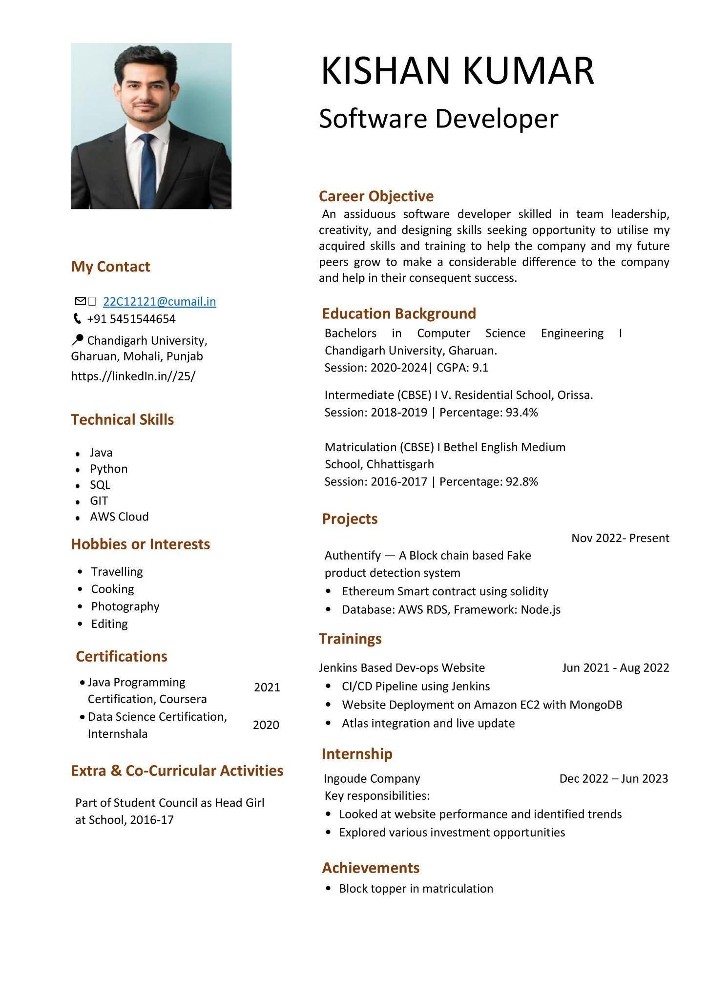 KISHAN KUMAR
Software Developer
My Contact
22C12121@cumail.in
+91 5451544654
Chandigarh University,
Gharuan, Mohali, Punjab
https.//linkedIn.in//25/
Technical Skills
• Java
• Python
• SQL
• GIT
• AWS Cloud
Hobbies or Interests
• Travelling
• Cooking
• Photography
• Editing
Certifications
• Java Programming
Certification, Coursera
2021
• Data Science Certification,
Internshala
2020
Extra & Co-Curricular Activities
Part of Student Council as Head Girl
at School, 2016-17
Career Objective
An assiduous software developer skilled in team leadership,
creativity, and designing skills seeking opportunity to utilise my
acquired skills and training to help the company and my future
peers grow to make a considerable difference to the company
and help in their consequent success.
Education Background
Bachelors in Computer Science Engineering I
Chandigarh University, Gharuan.
Session: 2020-2024| CGPA: 9.1
Intermediate (CBSE) I V. Residential School, Orissa.
Session: 2018-2019 | Percentage: 93.4%
Matriculation (CBSE) I Bethel English Medium
School, Chhattisgarh
Session: 2016-2017 | Percentage: 92.8%
Projects
Nov 2022- Present
Authentify — A Block chain based Fake
product detection system
• Ethereum Smart contract using solidity
• Database: AWS RDS, Framework: Node.js
Trainings
Jenkins Based Dev-ops Website Jun 2021 - Aug 2022
• CI/CD Pipeline using Jenkins
• Website Deployment on Amazon EC2 with MongoDB
• Atlas integration and live update
Internship
Ingoude Company Dec 2022 – Jun 2023
Key responsibilities:
• Looked at website performance and identified trends
• Explored various investment opportunities
Achievements
• Block topper in matriculation